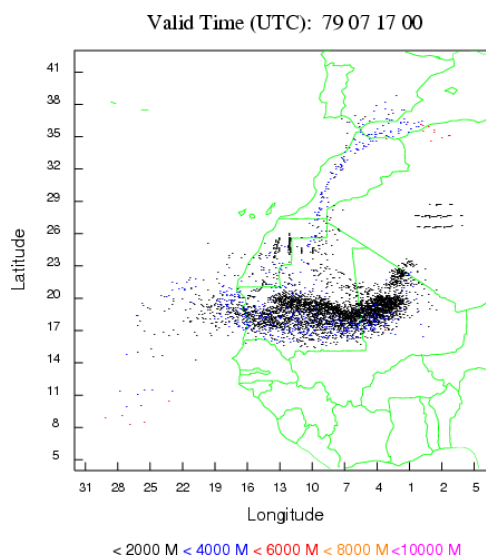 Valid Time (UTC): 79 07 17 00
41
38
35
32
29
26
23
20
17
14
11
8
5
Latitude
31 28 25 22 19 16 13 10 7 4 1 2 5
Longitude
< 2000 M < 4000 M < 6000 M < 8000 M <10000 M